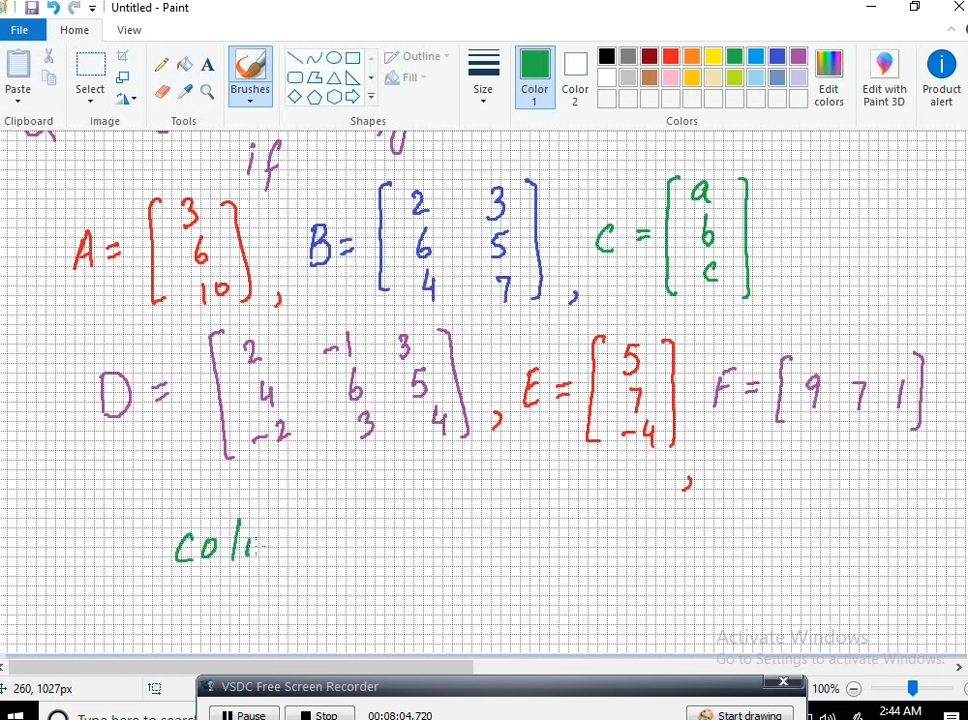 Untitled - Paint
File Home View
Paste Select Brushes Outline Fill Size Color 1 Color 2 Edit colors Edit with Paint 3D Product alert
Clipboard Image Tools Shapes Colors
if
A = [ 3 6 10 ] , B = [ 2 3 6 5 4 7 ] , C = [ a b c ]
D = [ 2 -1 3 4 6 5 -2 3 4 ] , E = [ 5 7 -4 ] , F = [ 9 7 1 ]
Activate Windows
Go to Settings to activate Windows.
260, 1027px 100%
VSDC Free Screen Recorder
Pause Stop 00:08:04.720 Start drawing
2:44 AM